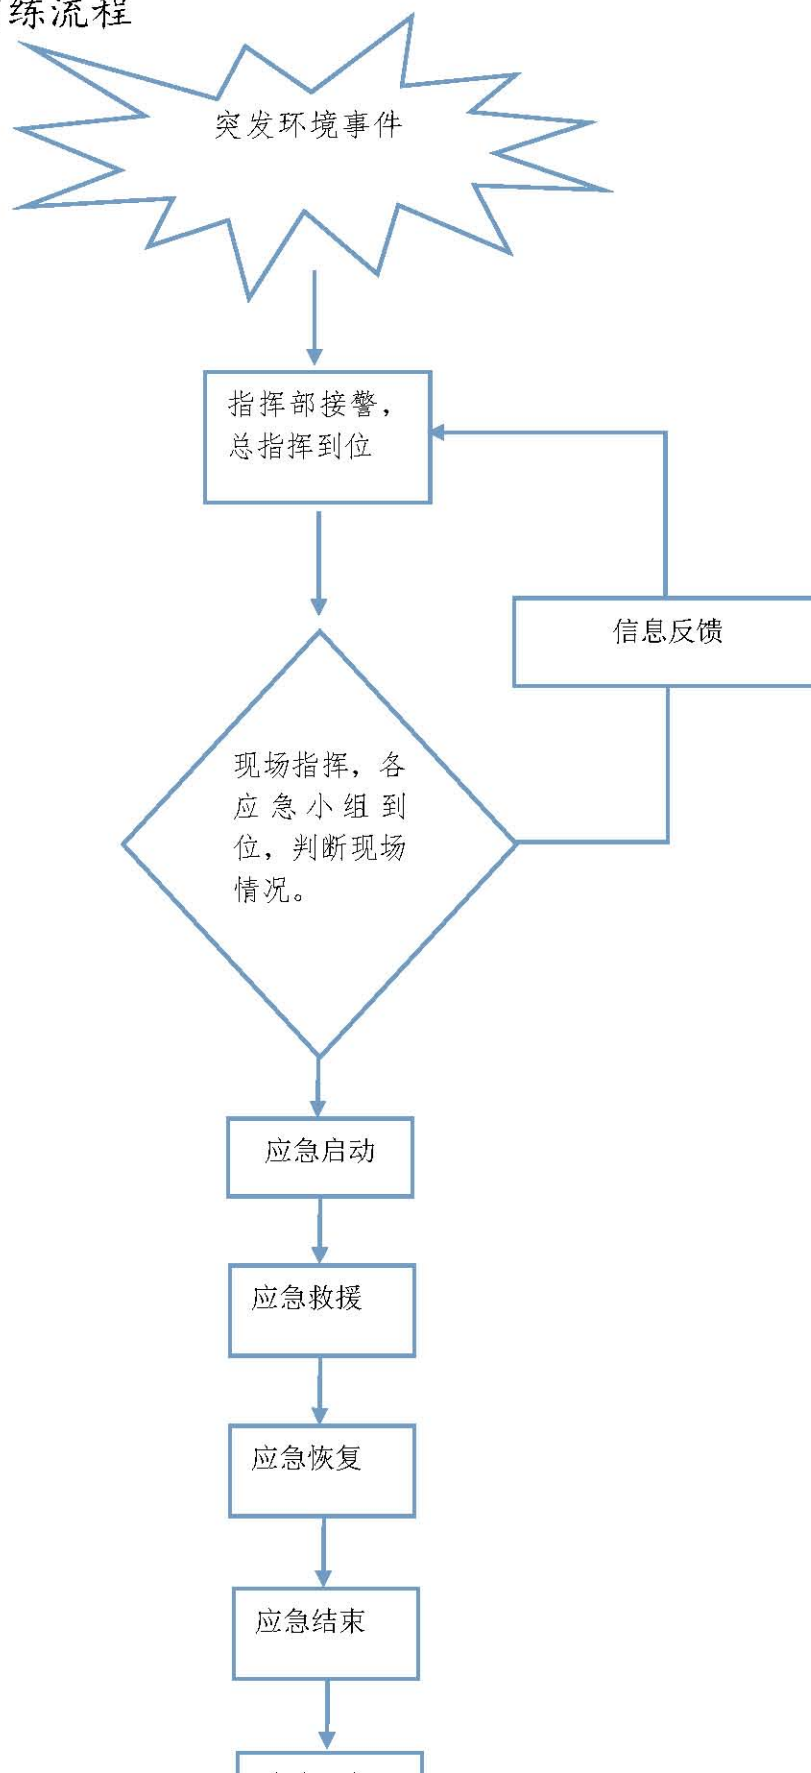 练流程
突发环境事件
指挥部接警，
总指挥到位
信息反馈
现场指挥，各
应急小组到
位，判断现场
情况。
应急启动
应急救援
应急恢复
应急结束